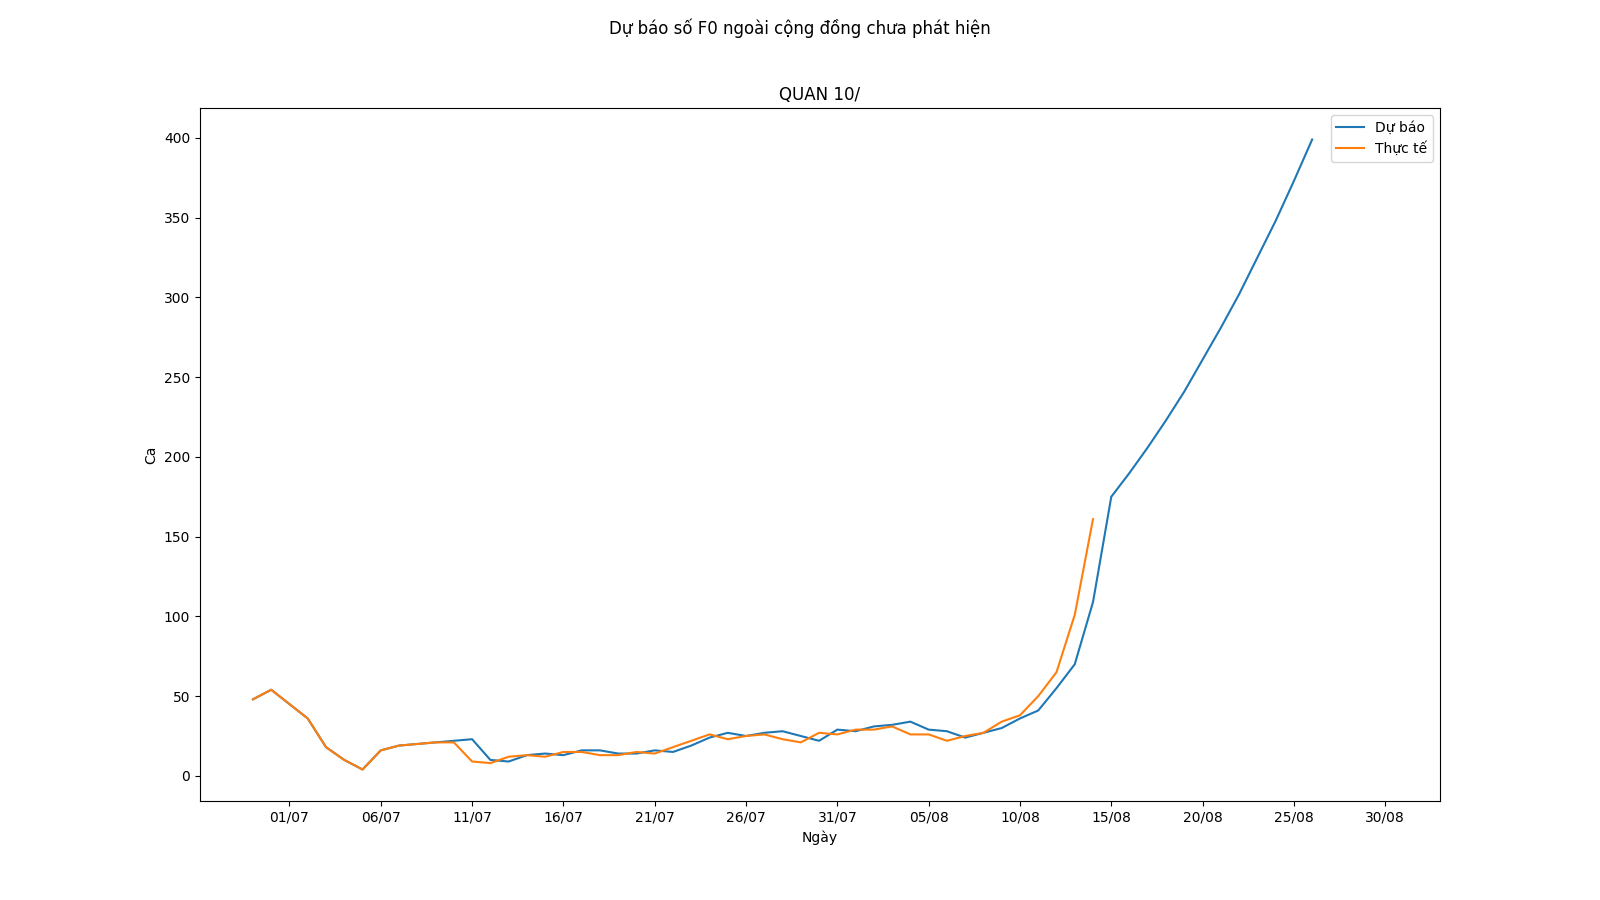 Dự báo số F0 ngoài cộng đồng chưa phát hiện
QUAN 10/
Dự báo
Thực tế
400
350
300
250
200
150
100
50
0
Ca
01/07 06/07 11/07 16/07 21/07 26/07 31/07 05/08 10/08 15/08 20/08 25/08 30/08
Ngày